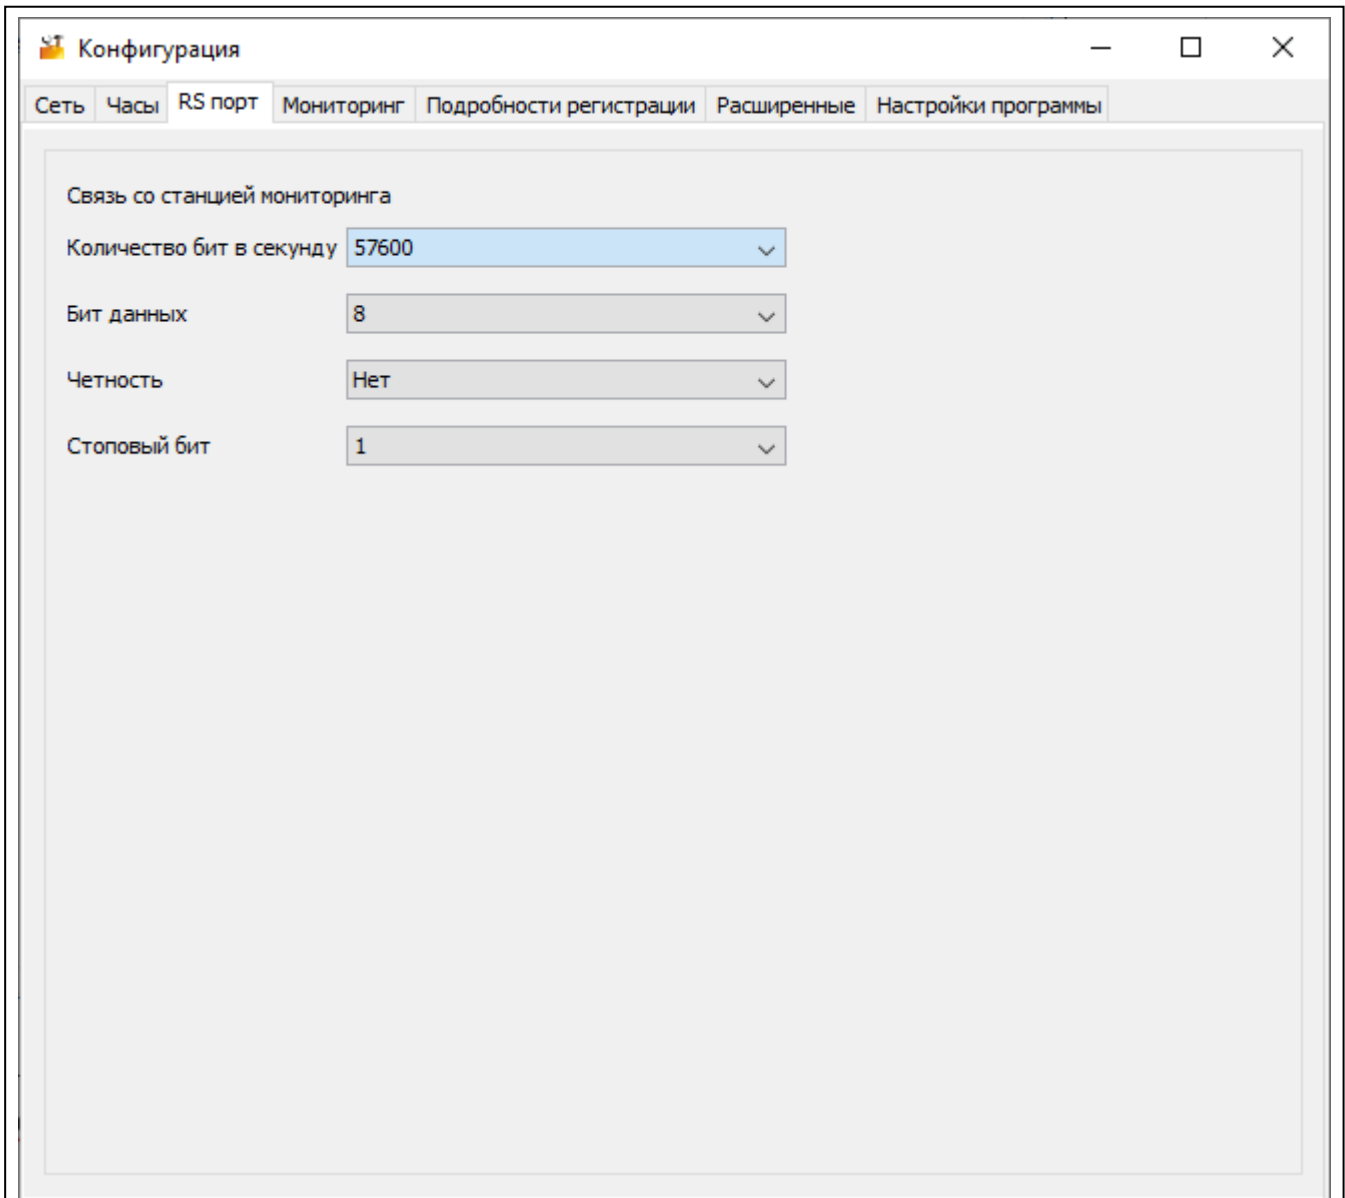 Конфигурация
Сеть Часы RS порт Мониторинг Подробности регистрации Расширенные Настройки программы
Связь со станцией мониторинга
Количество бит в секунду 57600
Бит данных 8
Четность Нет
Стоповый бит 1